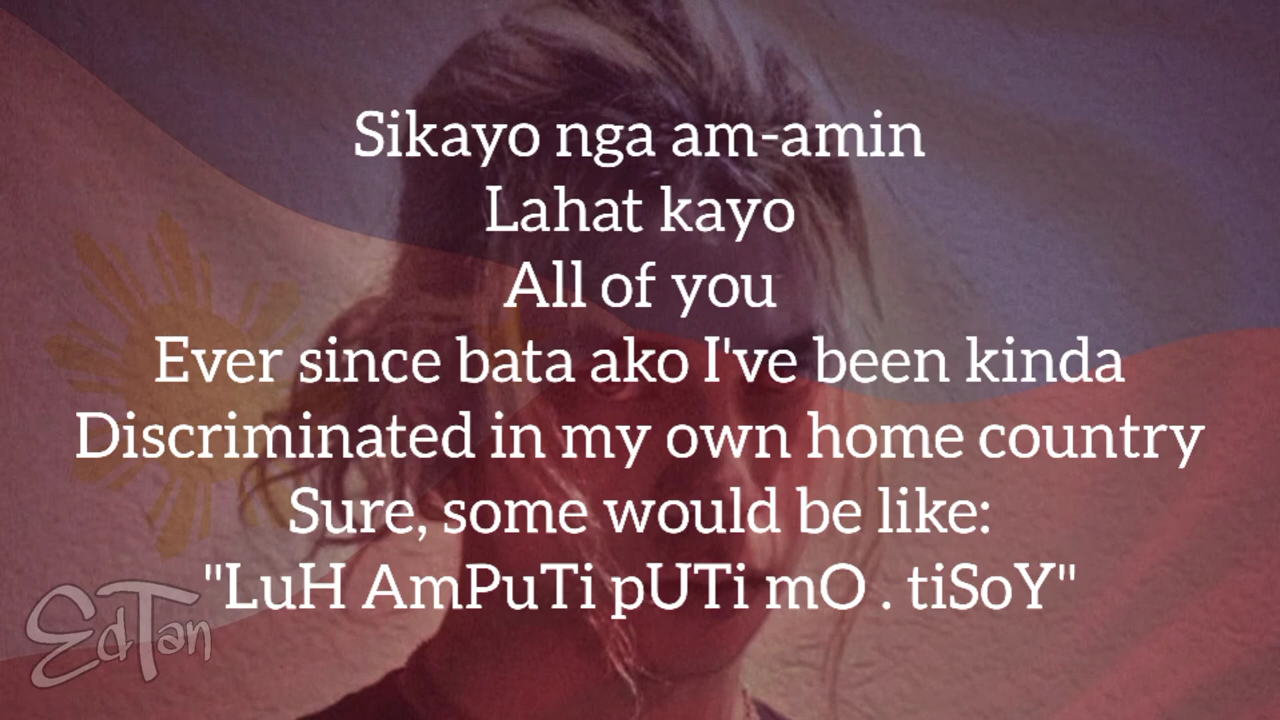 Sikayo nga am-amin
Lahat kayo
All of you
Ever since bata ako I've been kinda
Discriminated in my own home country
Sure, some would be like:
"LuH AmPuTi pUTi mO . tiSoY"
EdTan